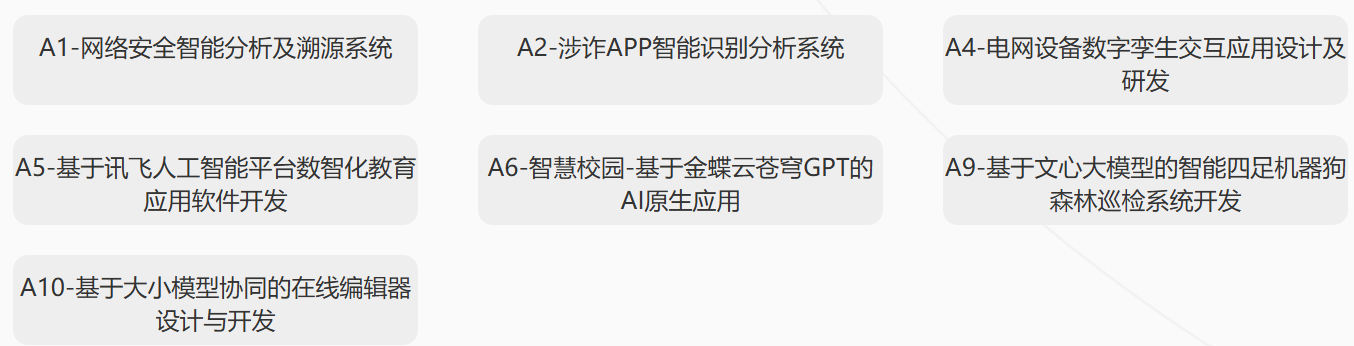 A1-网络安全智能分析及溯源系统
A2-涉诈APP智能识别分析系统
A4-电网设备数字孪生交互应用设计及
研发
A5-基于讯飞人工智能平台数智化教育
应用软件开发
A6-智慧校园-基于金蝶云苍穹GPT的
AI原生应用
A9-基于文心大模型的智能四足机器狗
森林巡检系统开发
A10-基于大小模型协同的在线编辑器
设计与开发